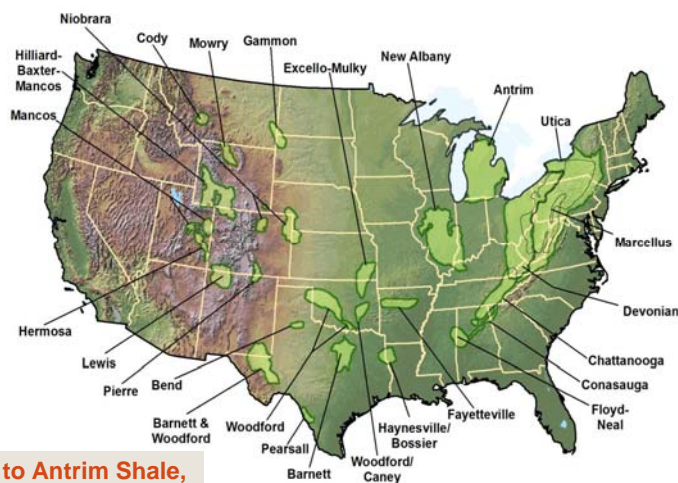 Niobrara
Cody
Mowry
Gammon
Hilliard-
Baxter-
Mancos
Mancos
Excello-Mulky
New Albany
Antrim
Utica
Marcellus
Devonian
Chattanooga
Conasauga
Floyd-
Neal
Fayetteville
Haynesville/
Bossier
Woodford/
Caney
Barnett
Pearsall
Woodford
Barnett &
Woodford
Bend
Pierre
Lewis
Hermosa
to Antrim Shale,